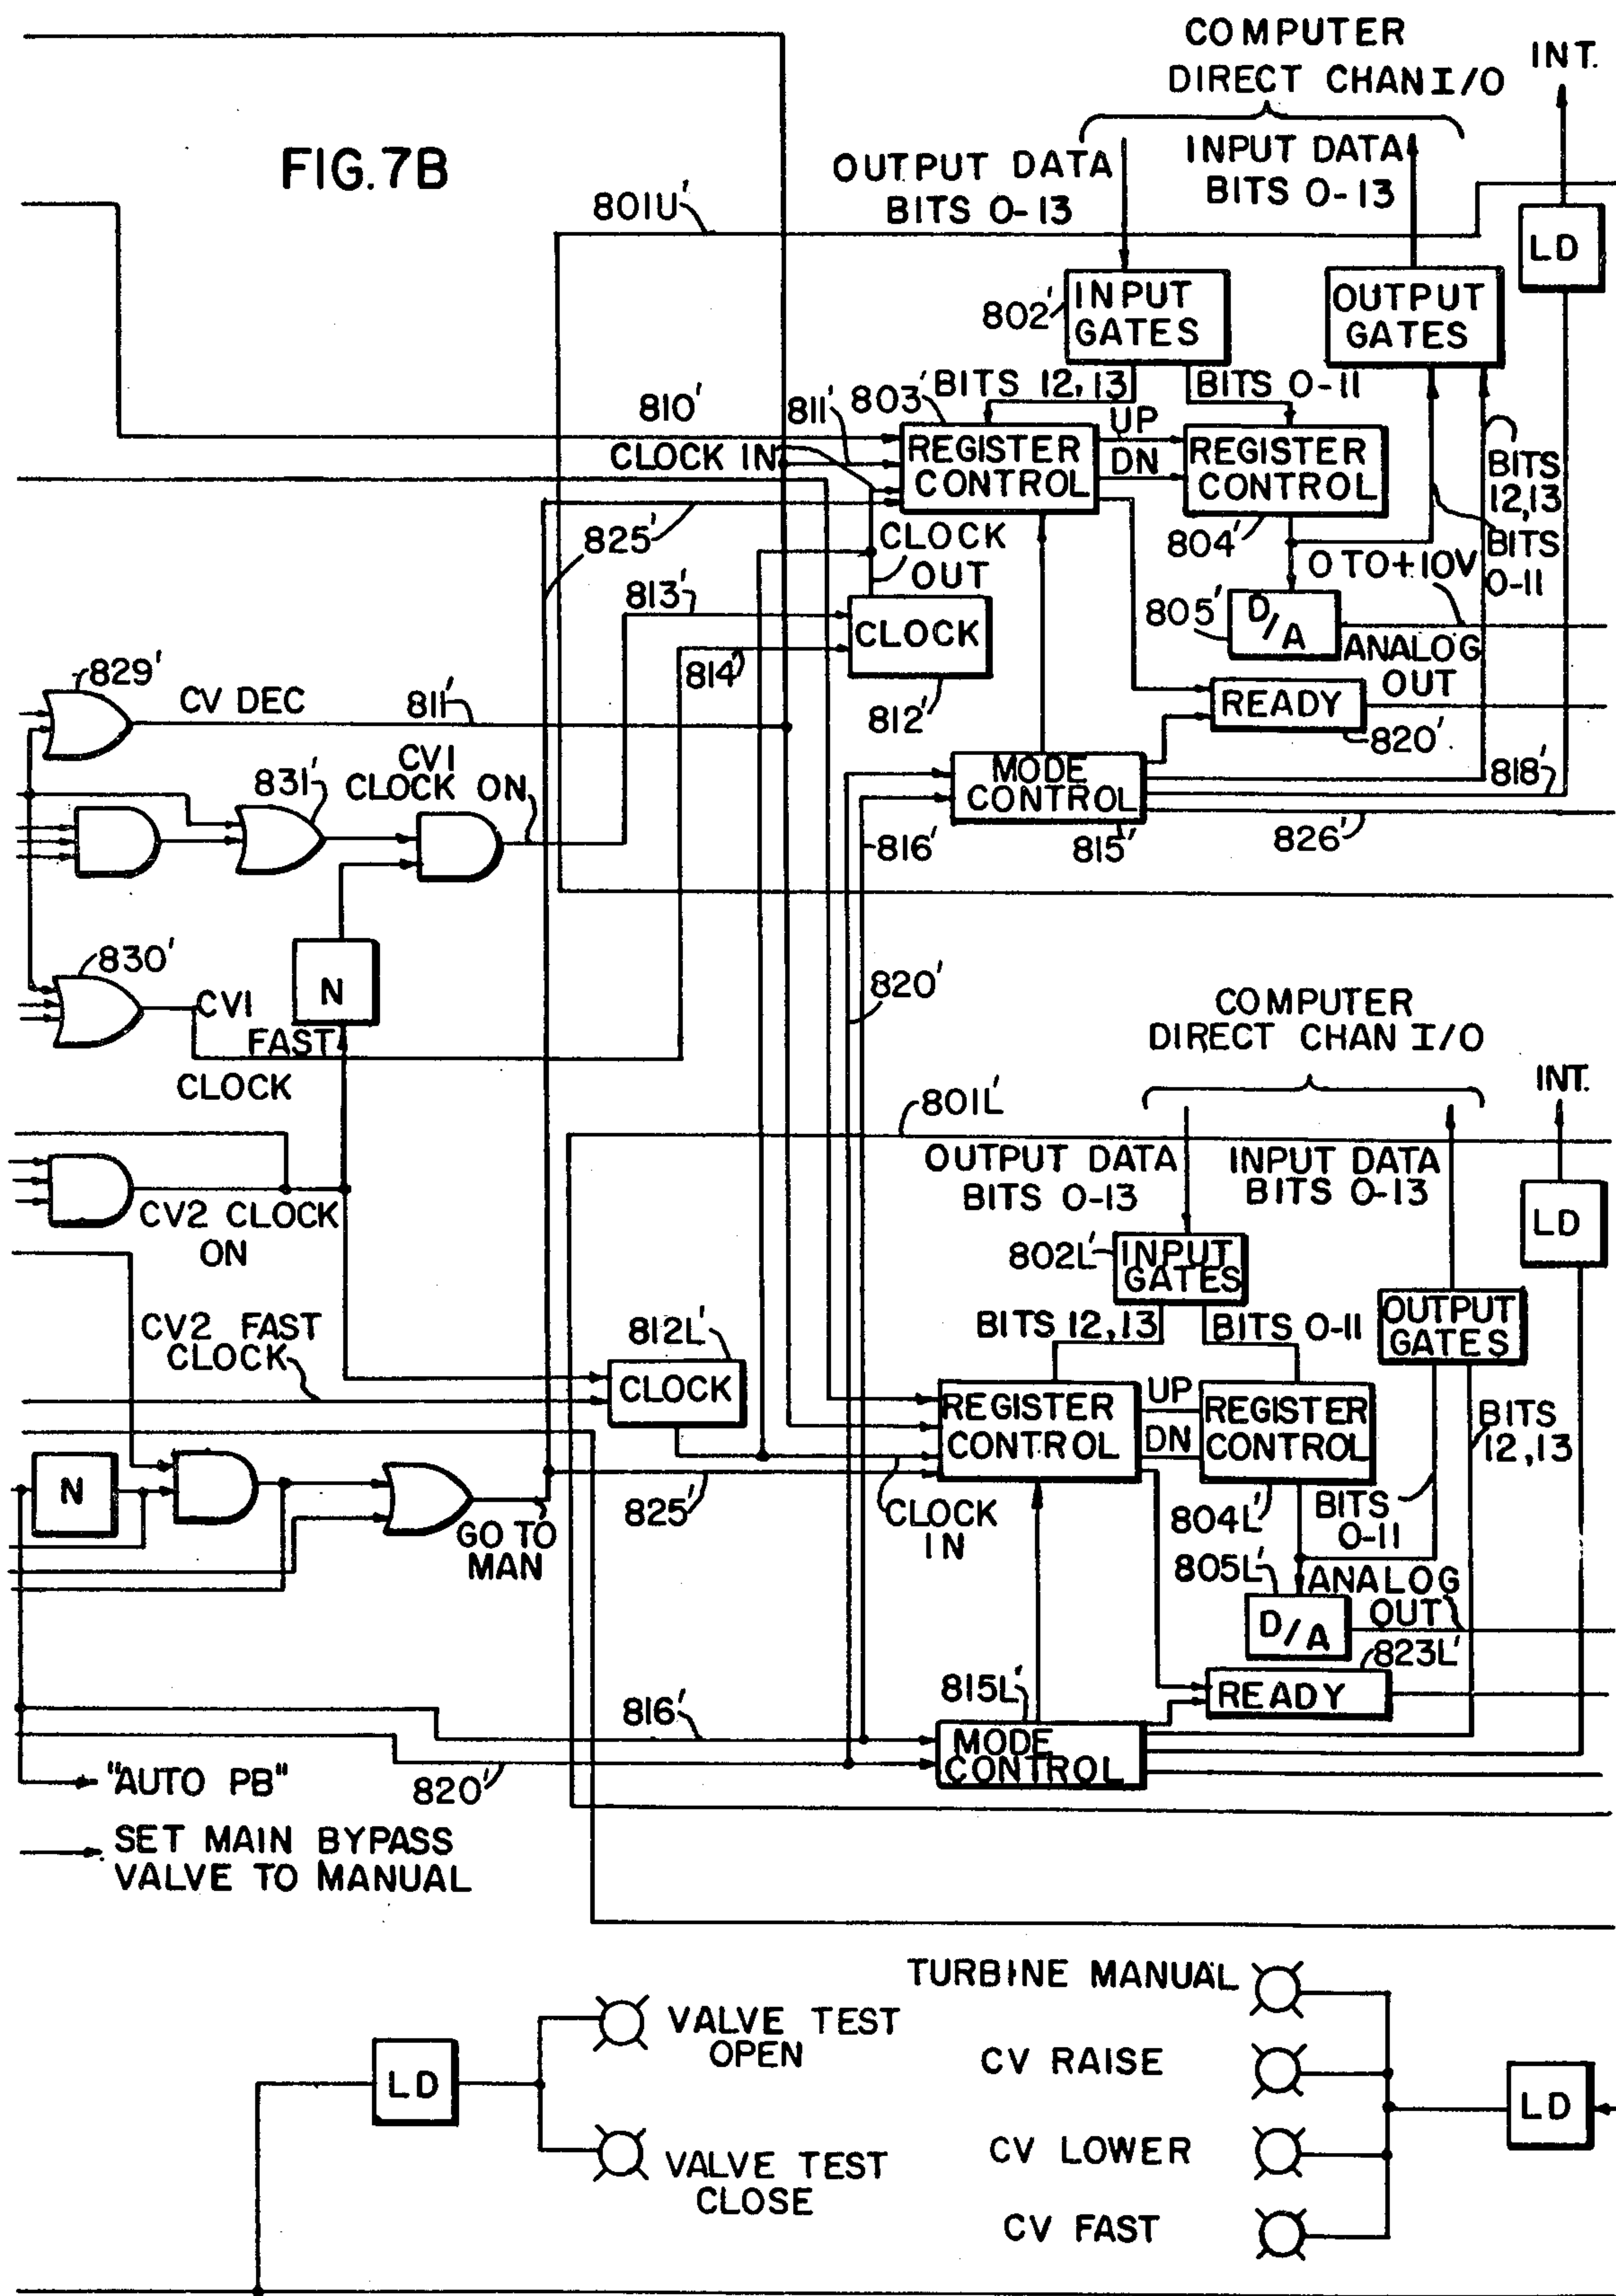 FIG.7B
COMPUTER
DIRECT CHAN I/O
INT.
OUTPUT DATA
BITS 0-13
INPUT DATA
BITS 0-13
801U'
LD
802'
INPUT
GATES
OUTPUT
GATES
BITS 12,13
BITS 0-11
810'
811'
803'
CLOCK IN
REGISTER
CONTROL
UP
DN
REGISTER
CONTROL
BITS
12,13
825'
CLOCK
OUT
804'
BITS
0-11
0 TO+10V
813'
814'
CLOCK
812'
805'
D/A
ANALOG
OUT
829'
CV DEC
811'
READY
820'
831'
CV1
CLOCK ON
MODE
CONTROL
815'
818'
826'
816'
830'
CV1
FAST
CLOCK
N
820'
COMPUTER
DIRECT CHAN I/O
INT.
801L'
OUTPUT DATA
BITS 0-13
INPUT DATA
BITS 0-13
LD
CV2 CLOCK
ON
802L'
INPUT
GATES
OUTPUT
GATES
BITS 12,13
BITS 0-11
CV2 FAST
CLOCK
812L'
CLOCK
REGISTER
CONTROL
UP
DN
REGISTER
CONTROL
BITS
12,13
N
GO TO
MAN
825'
CLOCK
IN
804L'
BITS
0-11
805L'
D/A
ANALOG
OUT
823L'
READY
815L'
MODE
CONTROL
816'
820'
"AUTO PB"
SET MAIN BYPASS
VALVE TO MANUAL
LD
VALVE TEST
OPEN
VALVE TEST
CLOSE
TURBINE MANUAL
CV RAISE
CV LOWER
CV FAST
LD